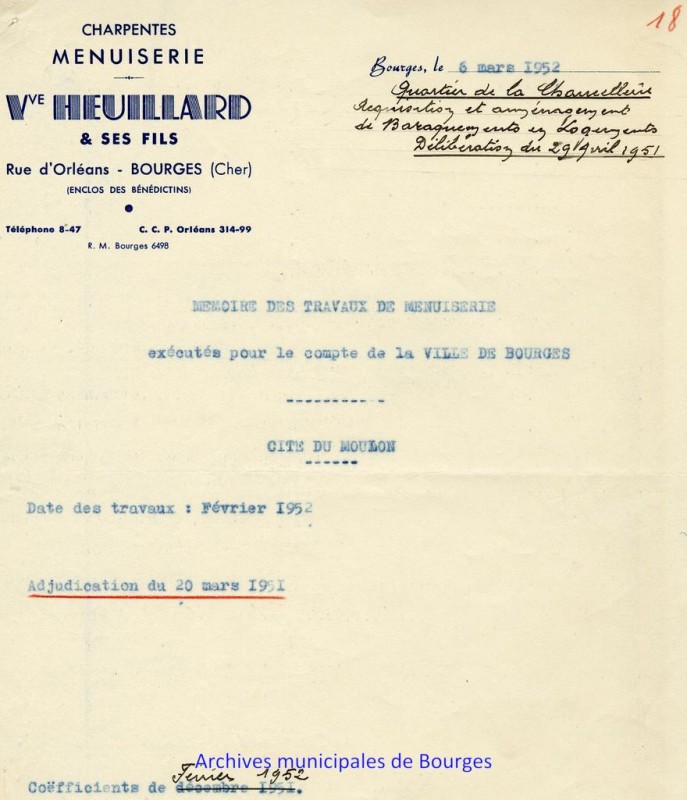 18
CHARPENTES
MENUISERIE
Vve HEUILLARD
& SES FILS
Rue d'Orléans - BOURGES (Cher)
(ENCLOS DES BÉNÉDICTINS)
Téléphone 8-47 C. C. P. Orléans 314-99
R. M. Bourges 6498
Bourges, le 6 mars 1952
Quartier de la Chancellerie
Requisition et aménagement
de Baraquements en Logements
Délibération du 29 Avril 1951
MEMOIRE DES TRAVAUX DE MENUISERIE
exécutés pour le compte de la VILLE DE BOURGES
----------
CITE DU MOULON
------
Date des travaux : Février 1952
Adjudication du 20 mars 1951
Archives municipales de Bourges
Fevrier 1952
Coëfficients de décembre 1951.